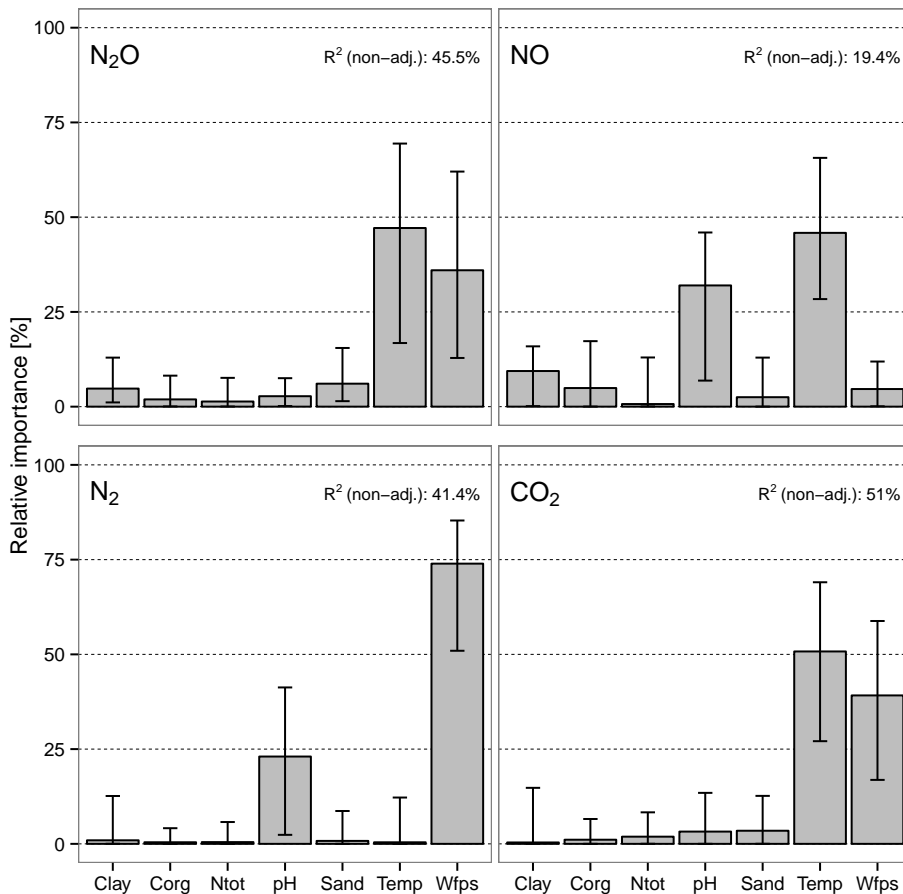 Relative importance [%]
N₂O
R² (non−adj.): 45.5%
NO
R² (non−adj.): 19.4%
100
75
50
25
0
N₂
R² (non−adj.): 41.4%
CO₂
R² (non−adj.): 51%
100
75
50
25
0
Clay Corg Ntot pH Sand Temp Wfps
Clay Corg Ntot pH Sand Temp Wfps